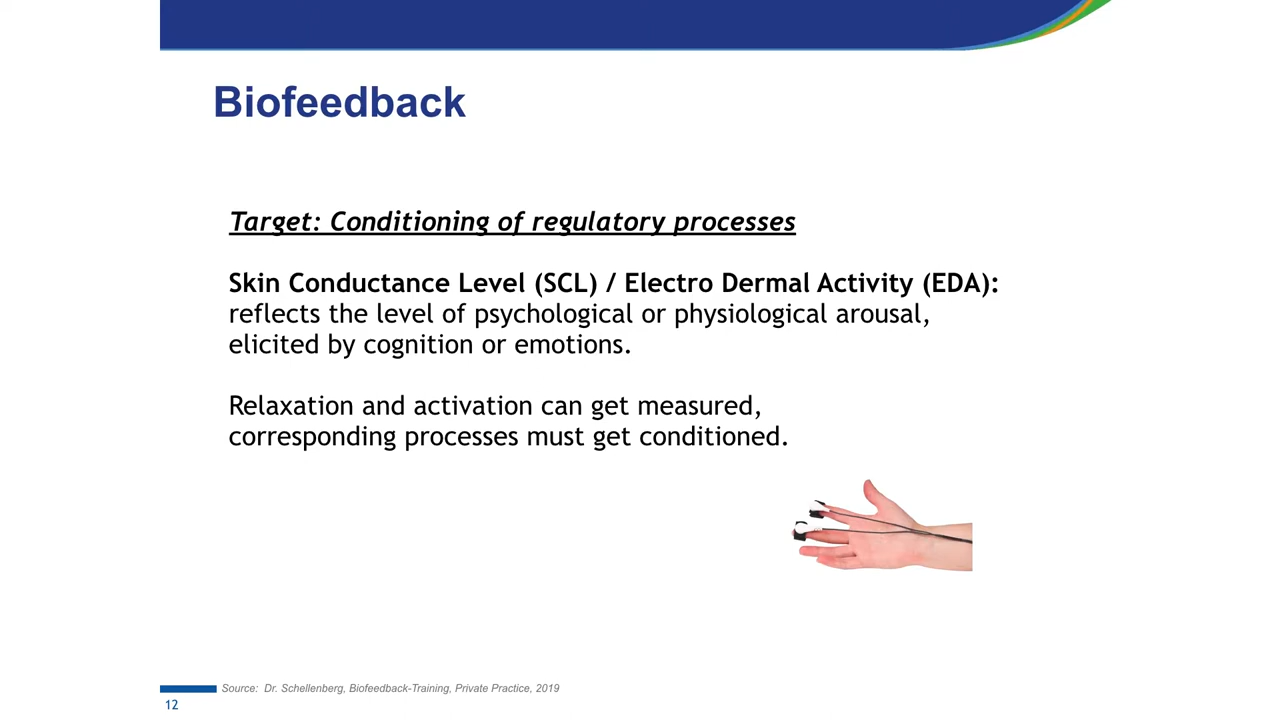 Biofeedback
Target: Conditioning of regulatory processes
Skin Conductance Level (SCL) / Electro Dermal Activity (EDA):
reflects the level of psychological or physiological arousal,
elicited by cognition or emotions.
Relaxation and activation can get measured,
corresponding processes must get conditioned.
Source: Dr. Schellenberg, Biofeedback-Training, Private Practice, 2019
12